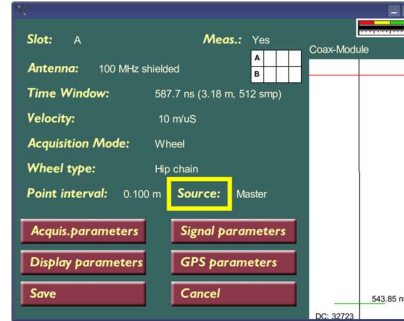 Slot: A Meas.: Yes
A
B
Antenna: 100 MHz shielded
Time Window: 587.7 ns (3.18 m, 512 smp)
Velocity: 10 m/uS
Acquisition Mode: Wheel
Wheel type: Hip chain
Point interval: 0.100 m Source: Master
Acquis.parameters Signal parameters
Display parameters GPS parameters
Save Cancel
Coax-Module
543.85 n
DC: 32723